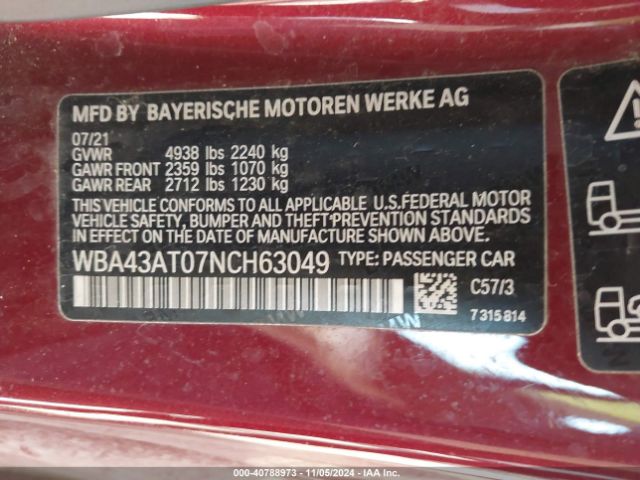 MFD BY BAYERISCHE MOTOREN WERKE AG
07/21
GVWR 4938 lbs 2240 kg
GAWR FRONT 2359 lbs 1070 kg
GAWR REAR 2712 lbs 1230 kg
THIS VEHICLE CONFORMS TO ALL APPLICABLE U.S.FEDERAL MOTOR
VEHICLE SAFETY, BUMPER AND THEFT PREVENTION STANDARDS
IN EFFECT ON THE DATE OF MANUFACTURE SHOWN ABOVE.
WBA43AT07NCH63049 TYPE: PASSENGER CAR
C57/3
7315814
000-40788973 - 11/05/2024 - IAA Inc.